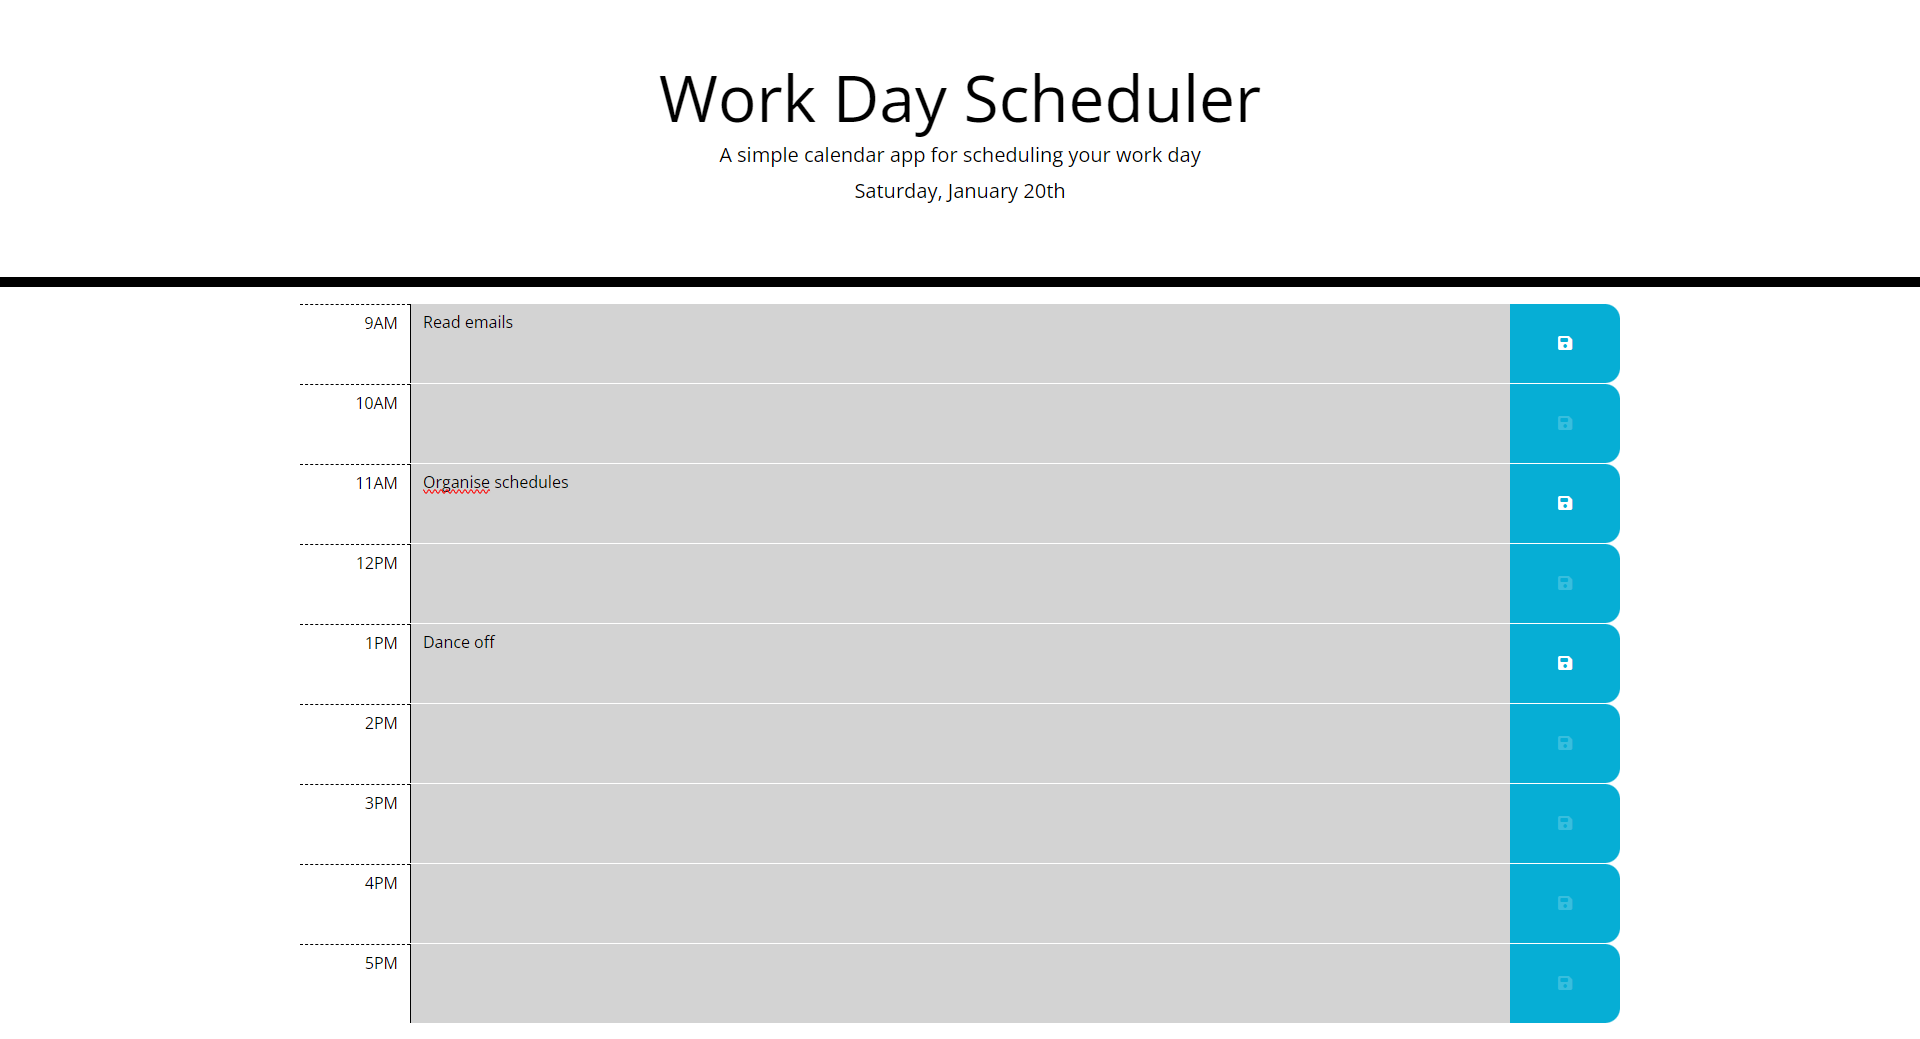 Work Day Scheduler
A simple calendar app for scheduling your work day
Saturday, January 20th
9AM Read emails
10AM
11AM Organise schedules
12PM
1PM Dance off
2PM
3PM
4PM
5PM